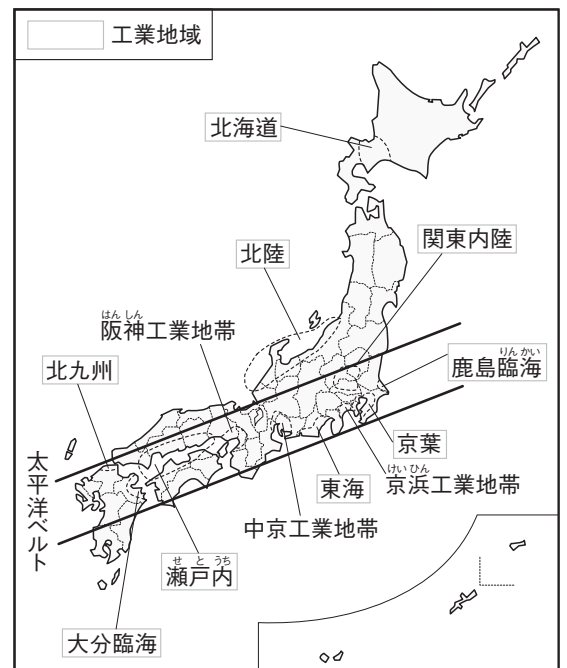 工業地域
北海道
関東内陸
北陸
はん しん
阪神工業地帯
りん かい
鹿島臨海
北九州
京葉
けい ひん
京浜工業地帯
東海
太平洋ベルト
中京工業地帯
せ と うち
瀬戸内
大分臨海